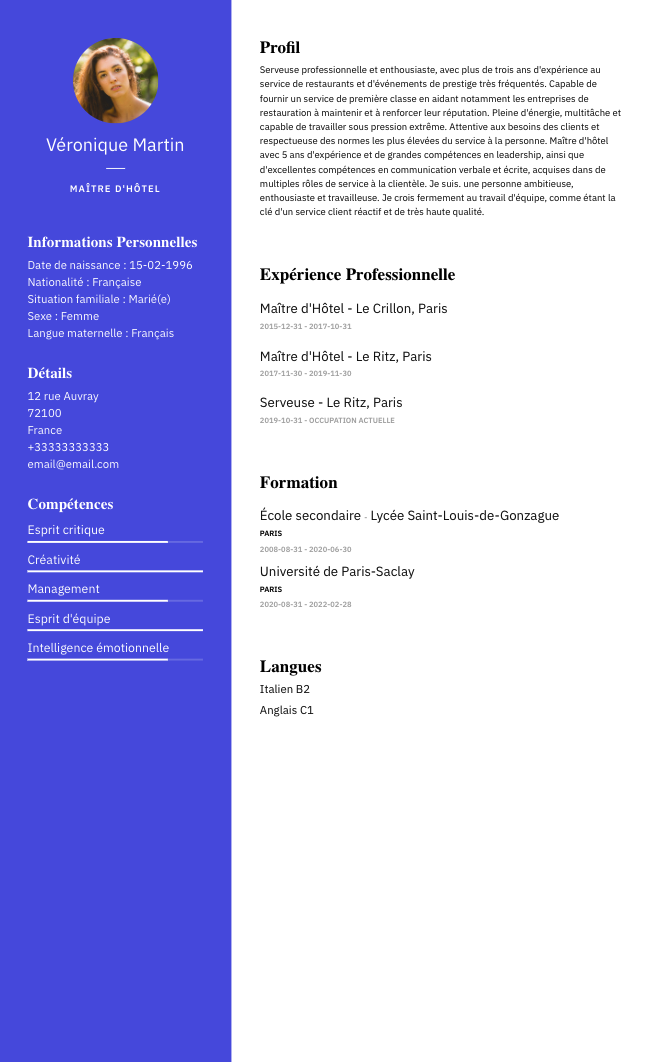 Véronique Martin
MAÎTRE D'HÔTEL
Informations Personnelles
Date de naissance : 15-02-1996
Nationalité : Française
Situation familiale : Marié(e)
Sexe : Femme
Langue maternelle : Français
Détails
12 rue Auvray
72100
France
+33333333333
email@email.com
Compétences
Esprit critique
Créativité
Management
Esprit d'équipe
Intelligence émotionnelle
Profil
Serveuse professionnelle et enthousiaste, avec plus de trois ans d'expérience au
service de restaurants et d'événements de prestige très fréquentés. Capable de
fournir un service de première classe en aidant notamment les entreprises de
restauration à maintenir et à renforcer leur réputation. Pleine d'énergie, multitâche et
capable de travailler sous pression extrême. Attentive aux besoins des clients et
respectueuse des normes les plus élevées du service à la personne. Maître d'hôtel
avec 5 ans d'expérience et de grandes compétences en leadership, ainsi que
d'excellentes compétences en communication verbale et écrite, acquises dans de
multiples rôles de service à la clientèle. Je suis. une personne ambitieuse,
enthousiaste et travailleuse. Je crois fermement au travail d'équipe, comme étant la
clé d'un service client réactif et de très haute qualité.
Expérience Professionnelle
Maître d'Hôtel - Le Crillon, Paris
2015-12-31 - 2017-10-31
Maître d'Hôtel - Le Ritz, Paris
2017-11-30 - 2019-11-30
Serveuse - Le Ritz, Paris
2019-10-31 - OCCUPATION ACTUELLE
Formation
École secondaire - Lycée Saint-Louis-de-Gonzague
PARIS
2008-08-31 - 2020-06-30
Université de Paris-Saclay
PARIS
2020-08-31 - 2022-02-28
Langues
Italien B2
Anglais C1